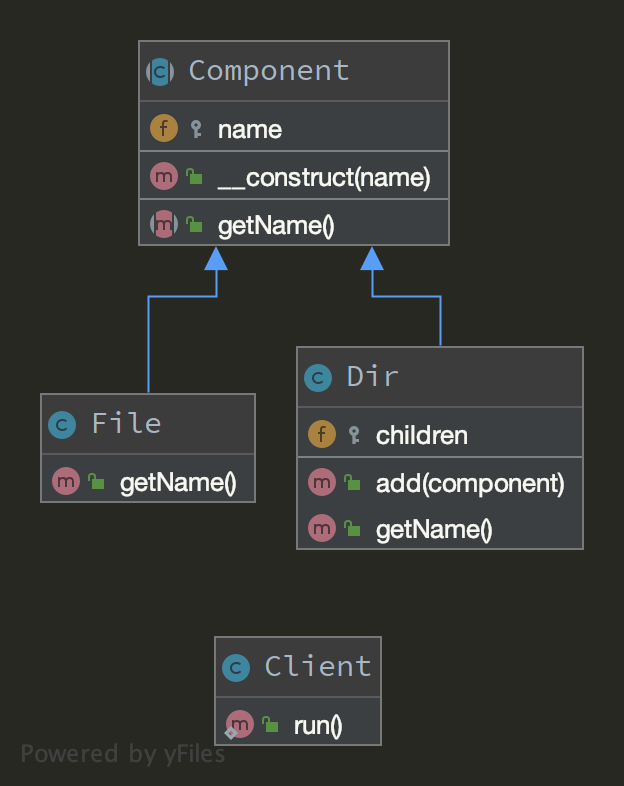 Component
name
__construct(name)
getName()
File
getName()
Dir
children
add(component)
getName()
Client
run()
Powered by yFiles